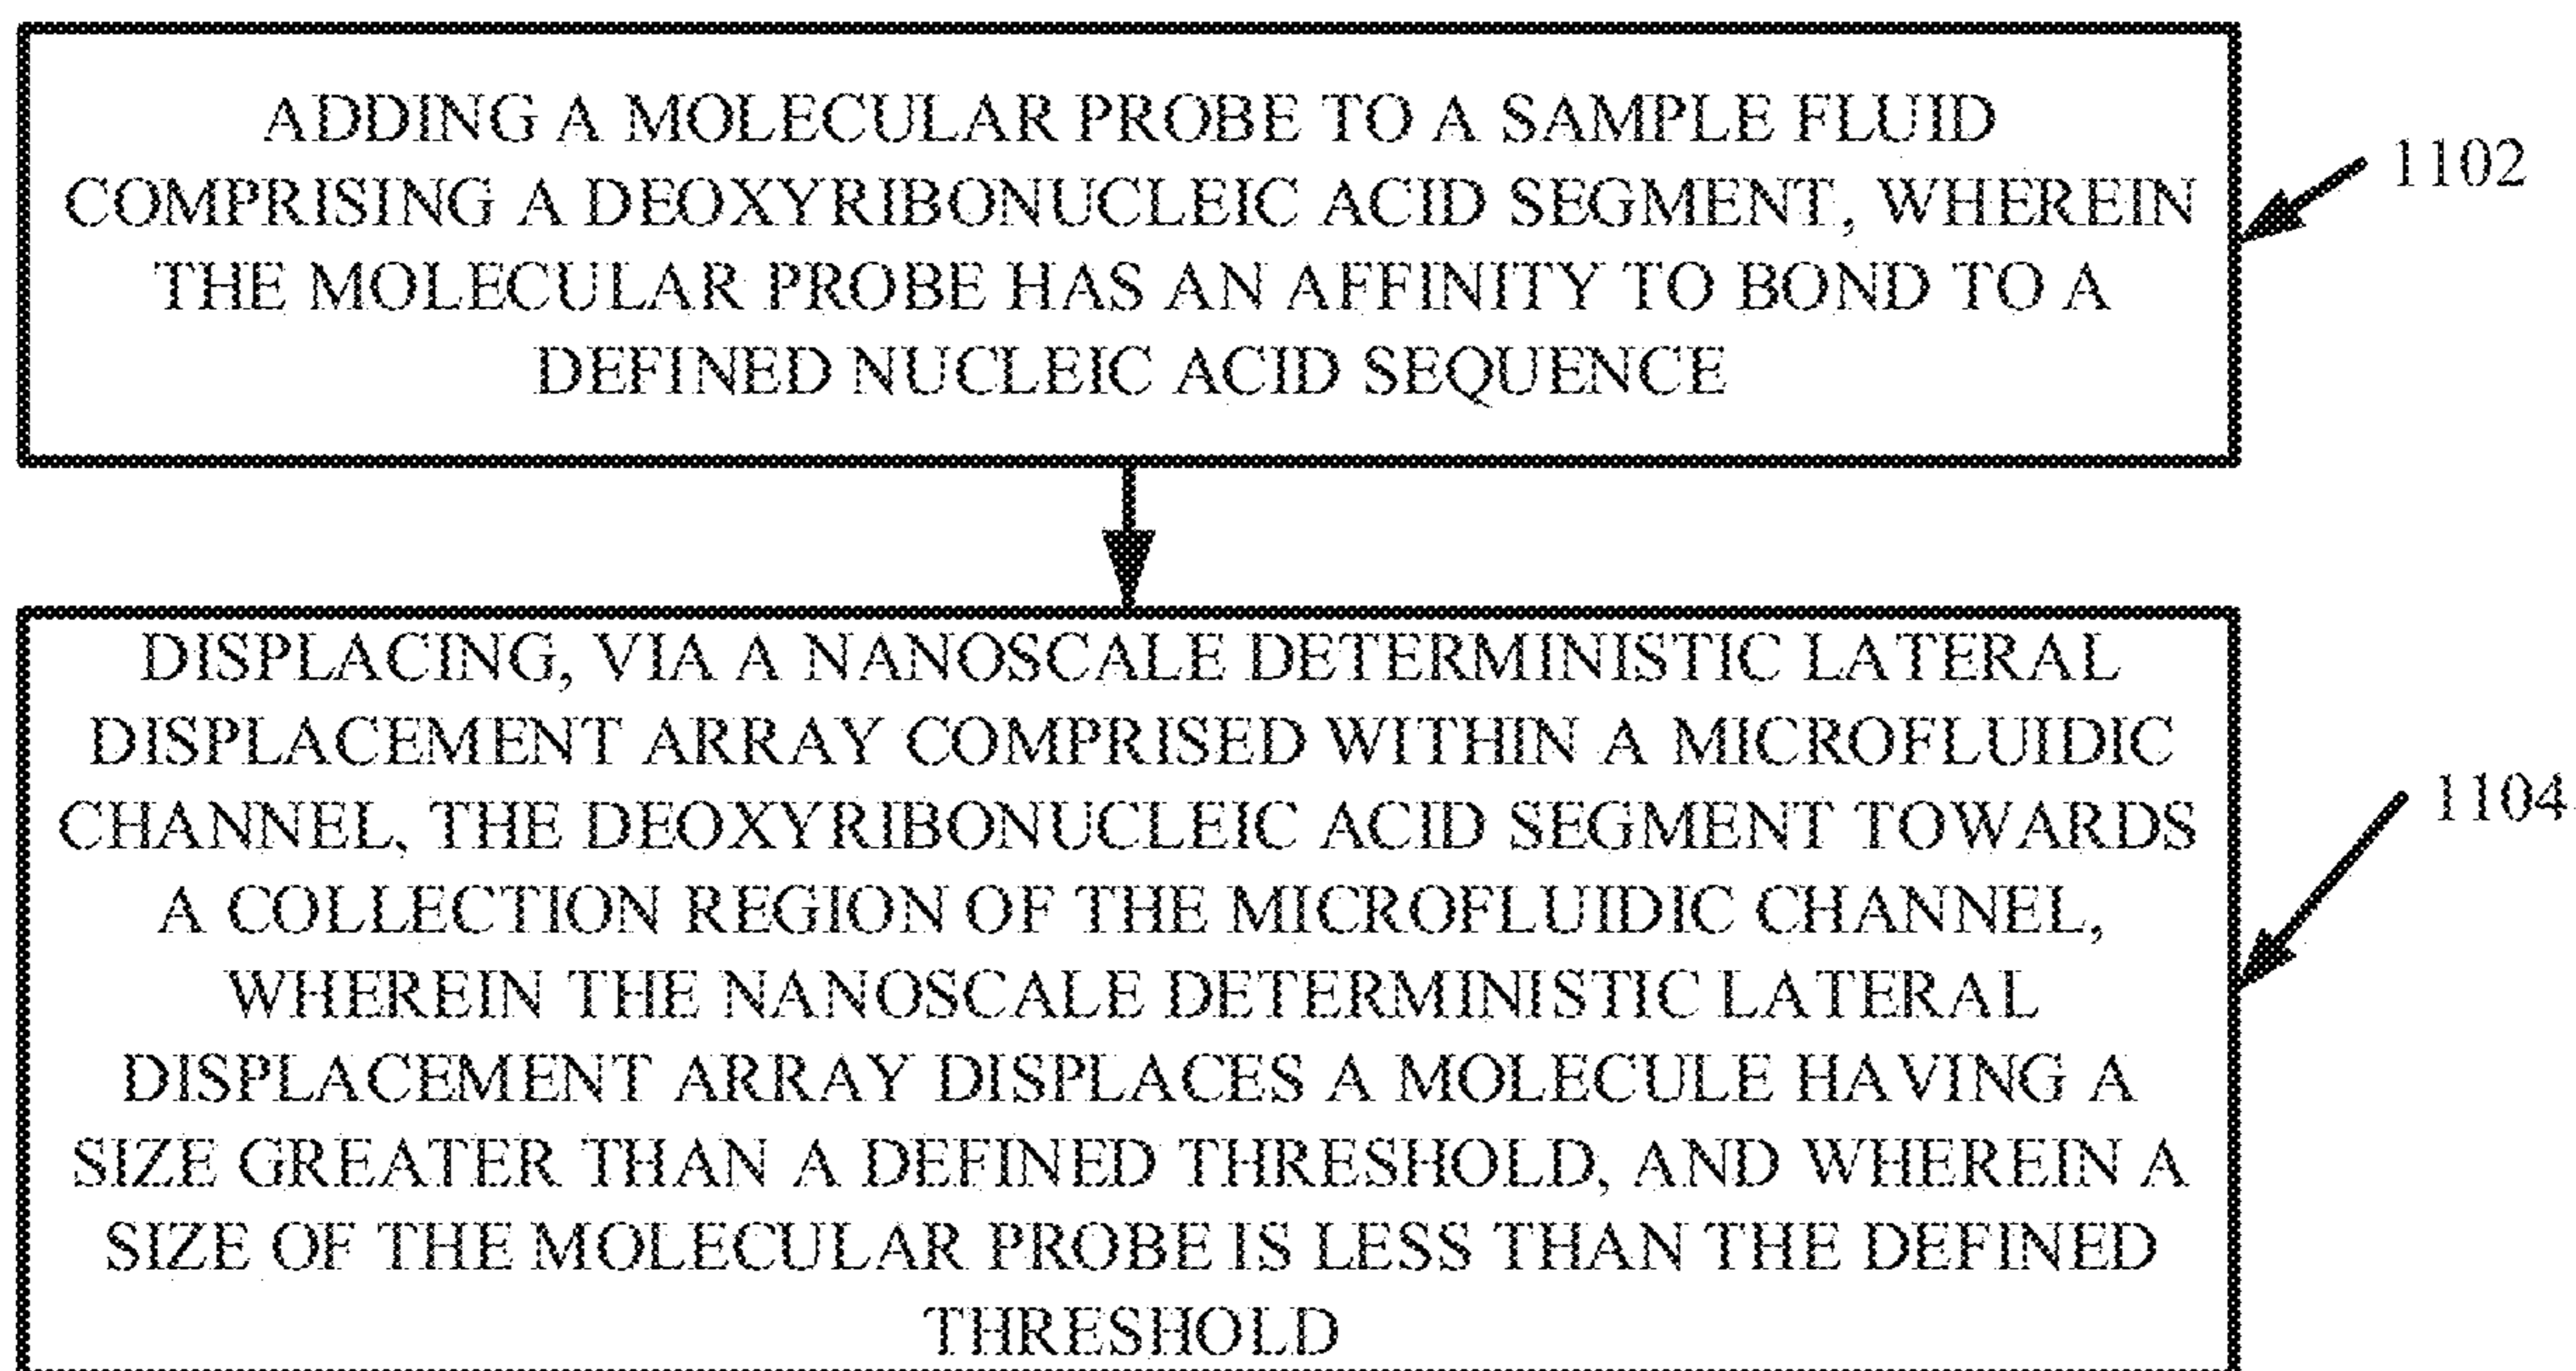 ADDING A MOLECULAR PROBE TO A SAMPLE FLUID
COMPRISING A DEOXYRIBONUCLEIC ACID SEGMENT, WHEREIN
THE MOLECULAR PROBE HAS AN AFFINITY TO BOND TO A
DEFINED NUCLEIC ACID SEQUENCE
1102
DISPLACING, VIA A NANOSCALE DETERMINISTIC LATERAL
DISPLACEMENT ARRAY COMPRISED WITHIN A MICROFLUIDIC
CHANNEL, THE DEOXYRIBONUCLEIC ACID SEGMENT TOWARDS
A COLLECTION REGION OF THE MICROFLUIDIC CHANNEL,
WHEREIN THE NANOSCALE DETERMINISTIC LATERAL
DISPLACEMENT ARRAY DISPLACES A MOLECULE HAVING A
SIZE GREATER THAN A DEFINED THRESHOLD, AND WHEREIN A
SIZE OF THE MOLECULAR PROBE IS LESS THAN THE DEFINED
THRESHOLD
1104